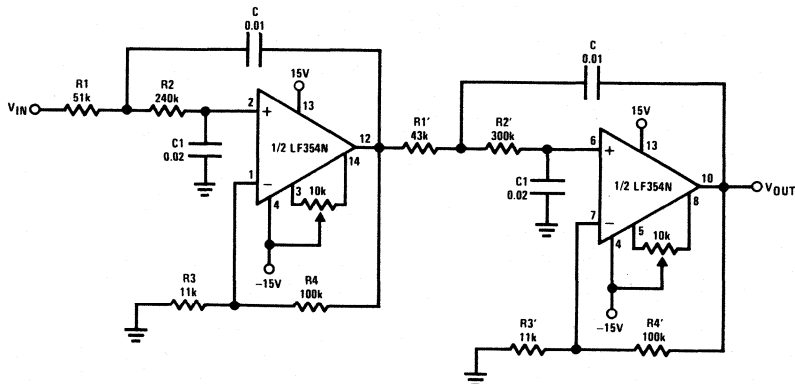 C
0.01
R1
51k
R2
240k
VIN
C1
0.02
2
+
15V
13
1/2 LF354N
12
1
−
3
10k
14
4
−15V
R3
11k
R4
100k
R1'
43k
R2'
300k
C
0.01
C1
0.02
6
+
15V
13
1/2 LF354N
10
VOUT
7
−
5
10k
8
4
−15V
R3'
11k
R4'
100k